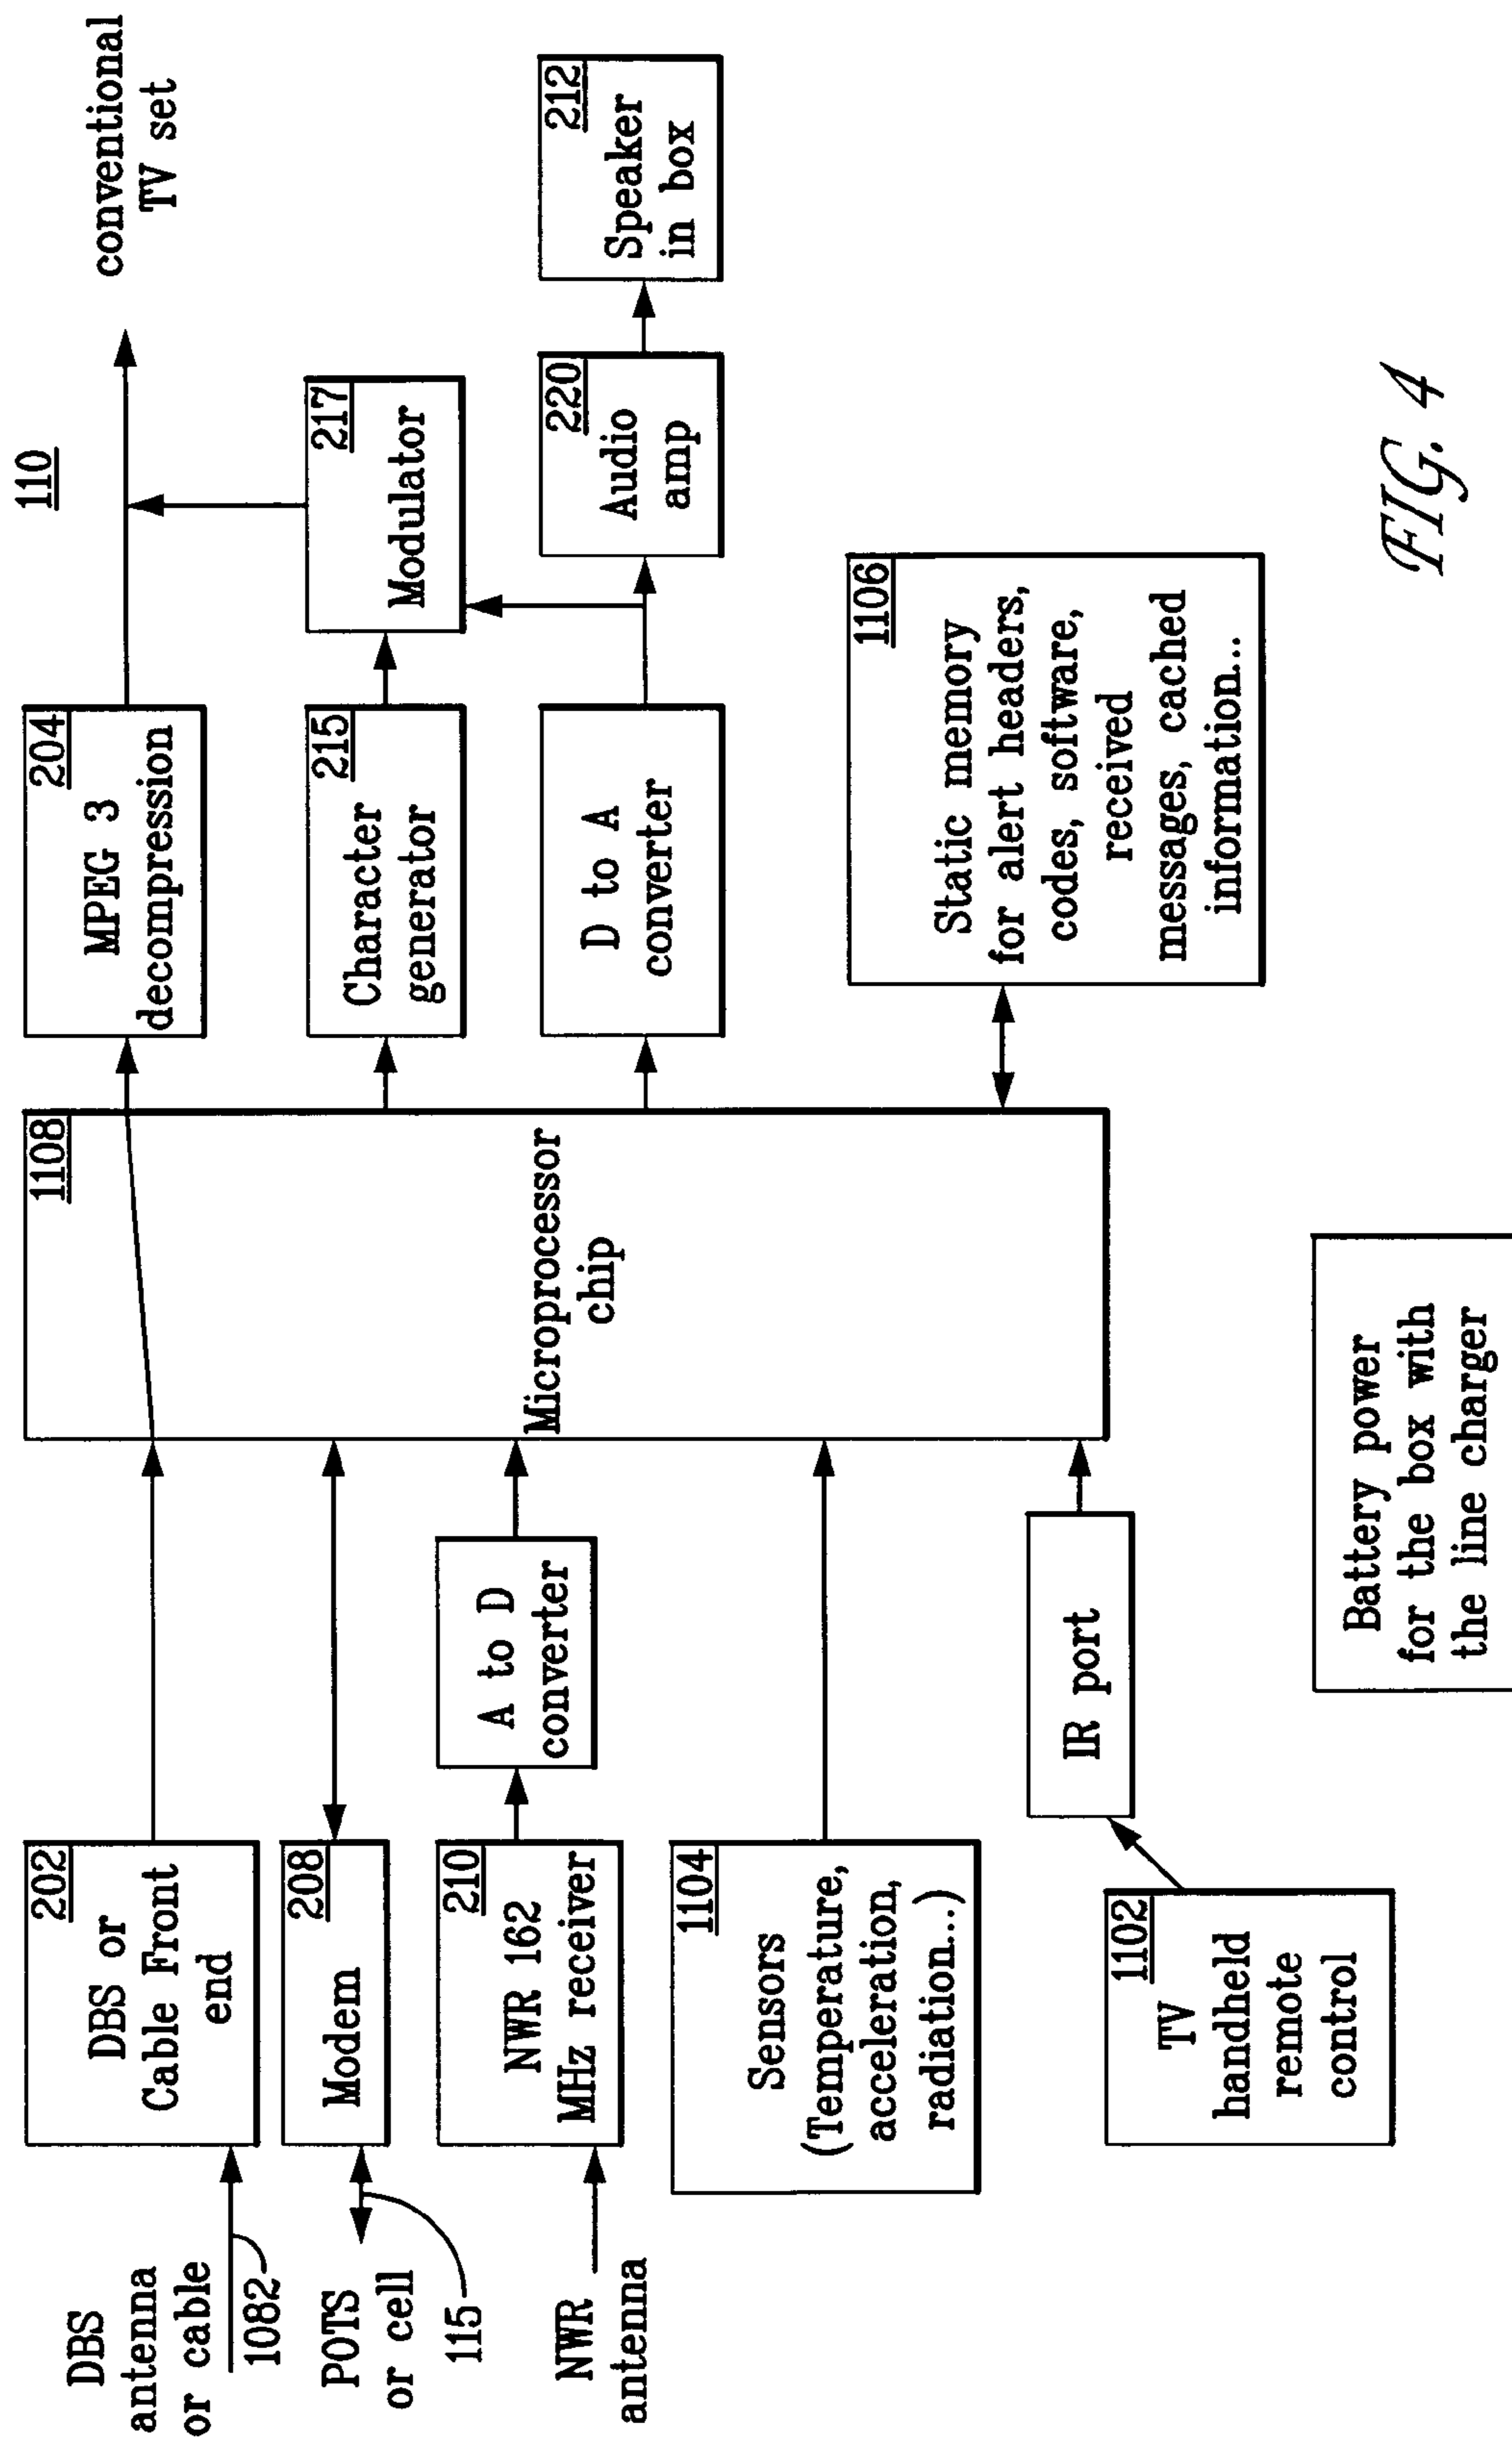 110
DBS
antenna
or cable
1082
202
DBS or
Cable Front
end
POTS
or cell
115
208
Modem
NWR
antenna
210
NWR 162
MHz receiver
A to D
converter
1104
Sensors
(Temperature,
acceleration,
radiation...)
1102
TV
handheld
remote
control
IR port
1108
Microprocessor
chip
204
MPEG 3
decompression
215
Character
generator
D to A
converter
217
Modulator
220
Audio
amp
212
Speaker
in box
conventional
TV set
1106
Static memory
for alert headers,
codes, software,
received
messages, cached
information...
Battery power
for the box with
the line charger
FIG. 4